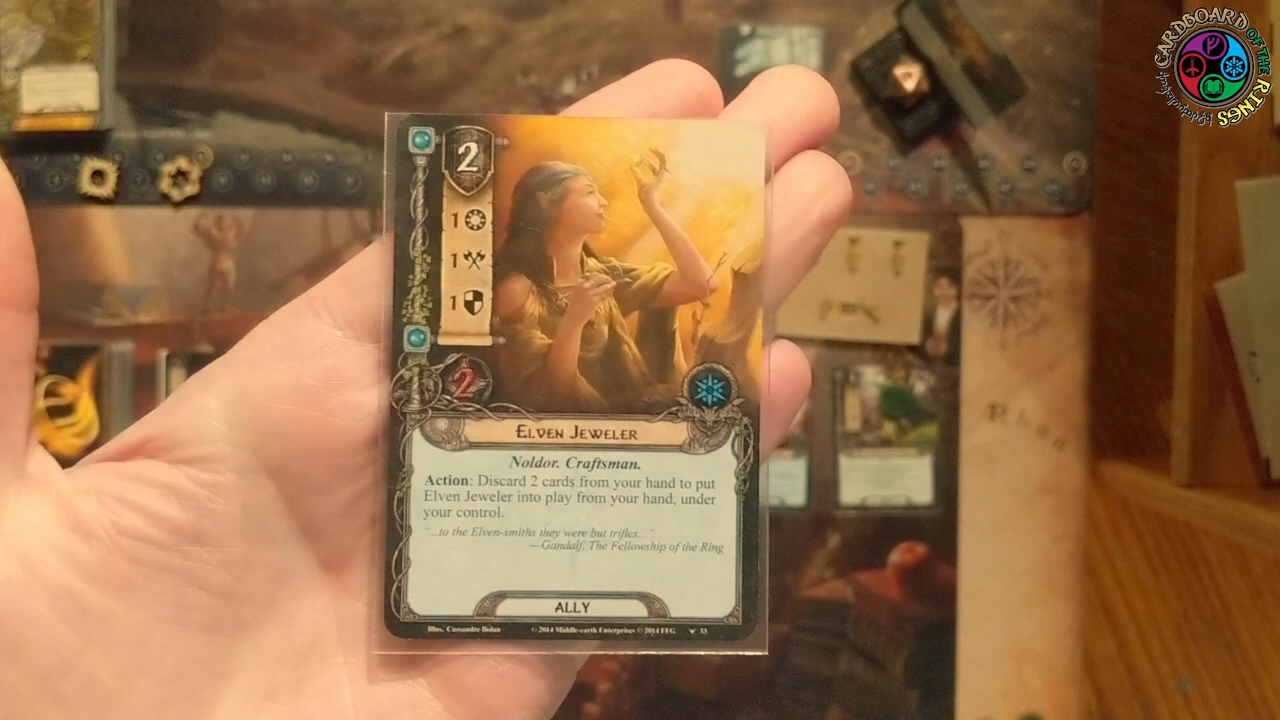 CARDBOARD OF THE RINGS
2
1
1
1
2
ELVEN JEWELER
Noldor. Craftsman.
Action: Discard 2 cards from your hand to put
Elven Jeweler into play from your hand, under
your control.
"...to the Elven-smiths they were but trifles..."
—Gandalf, The Fellowship of the Ring
ALLY
Illus. Cassandre Bolan © 2014 Middle-earth Enterprises © 2014 FFG 33